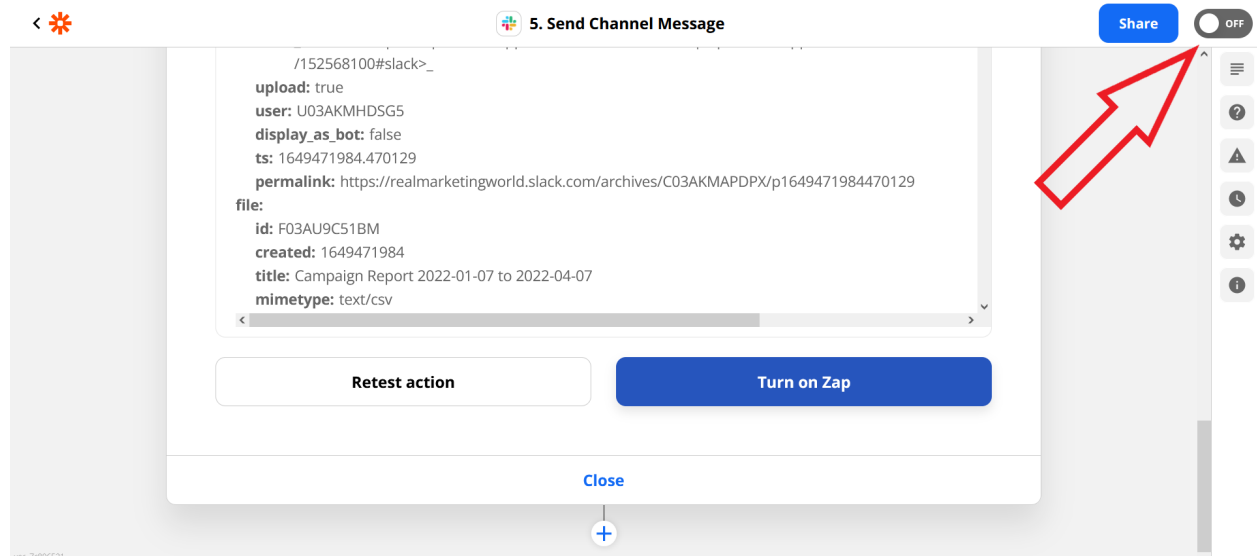 5. Send Channel Message
Share
OFF
/152568100#slack>_
upload: true
user: U03AKMHDSG5
display_as_bot: false
ts: 1649471984.470129
permalink: https://realmarketingworld.slack.com/archives/C03AKMAPDPX/p1649471984470129
file:
id: F03AU9C51BM
created: 1649471984
title: Campaign Report 2022-01-07 to 2022-04-07
mimetype: text/csv
Retest action
Turn on Zap
Close